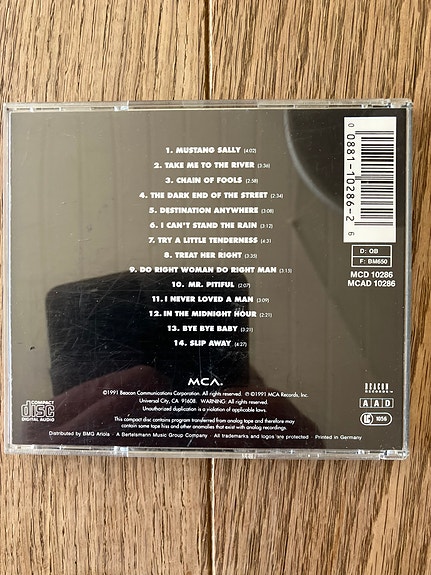 1. MUSTANG SALLY (4:02)
2. TAKE ME TO THE RIVER (3:36)
3. CHAIN OF FOOLS (2:58)
4. THE DARK END OF THE STREET (2:34)
5. DESTINATION ANYWHERE (3:08)
6. I CAN'T STAND THE RAIN (3:12)
7. TRY A LITTLE TENDERNESS (4:31)
8. TREAT HER RIGHT (3:35)
9. DO RIGHT WOMAN DO RIGHT MAN (3:15)
10. MR. PITIFUL (2:07)
11. I NEVER LOVED A MAN (3:09)
12. IN THE MIDNIGHT HOUR (2:21)
13. BYE BYE BABY (3:21)
14. SLIP AWAY (4:27)
0 0881-10286-2 6
D: OB
F: BM650
MCD 10286
MCAD 10286
MCA.
©1991 Beacon Communications Corporation. All rights reserved. ℗©1991 MCA Records, Inc.
Universal City, CA 91608. WARNING: All rights reserved.
Unauthorized duplication is a violation of applicable laws.
This compact disc contains program transferred from analog tape and therefore may
contain some tape hiss and other anomalies that exist with analog recordings.
Distributed by BMG Ariola · A Bertelsmann Music Group Company · All trademarks and logos are protected · Printed in Germany
COMPACT
disc
DIGITAL AUDIO
BEACON
RECORDS™
AAD
LC 1056